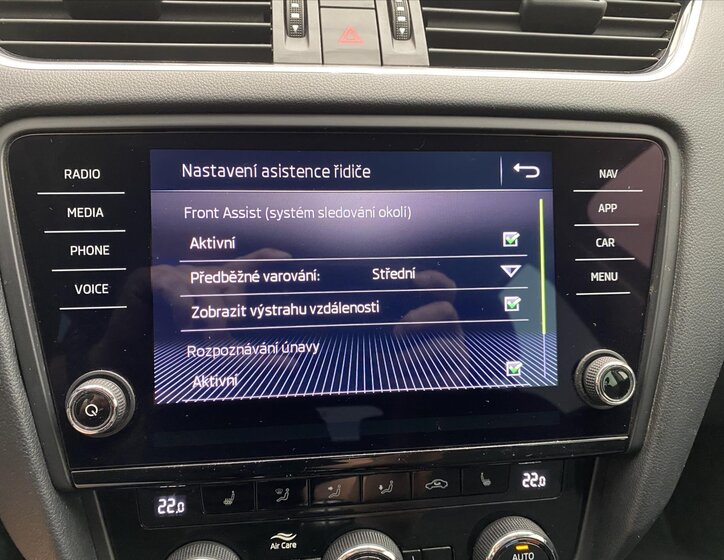 RADIO
MEDIA
PHONE
VOICE
Nastavení asistence řidiče
Front Assist (systém sledování okolí)
Aktivní
Předběžné varování: Střední
Zobrazit výstrahu vzdálenosti
Rozpoznávání únavy
Aktivní
NAV
APP
CAR
MENU
22.0
22.0
Air Care
AUTO